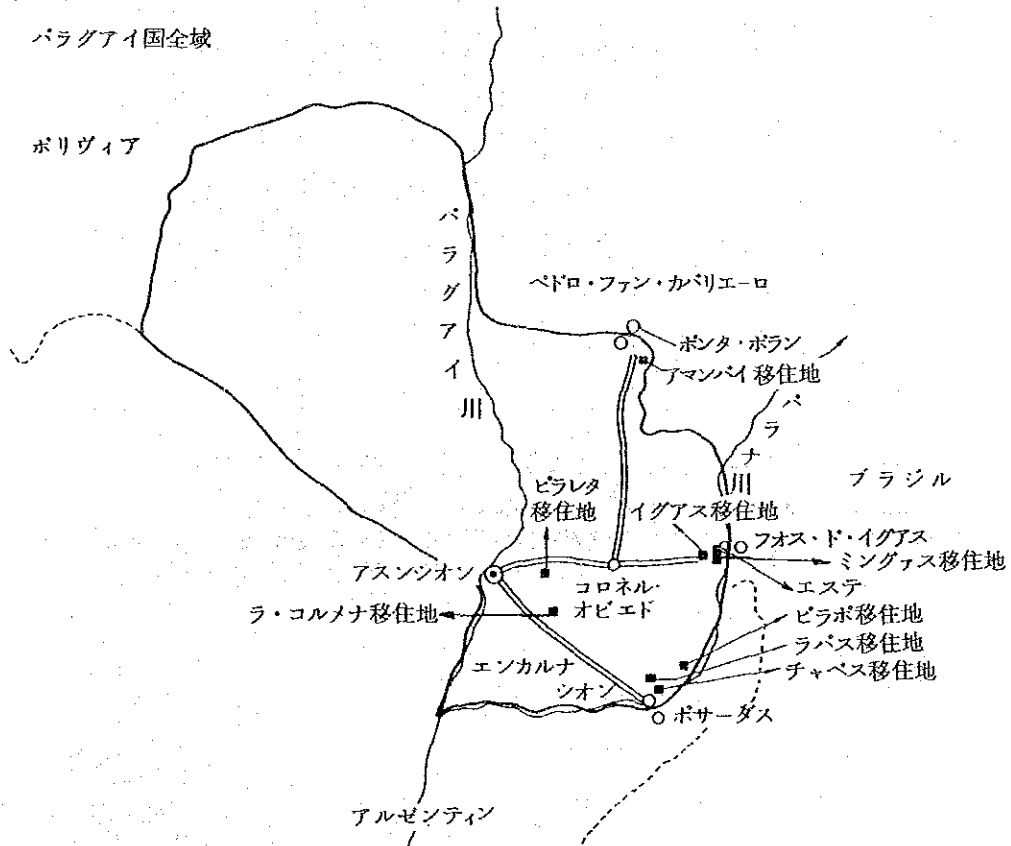 パラグアイ国全域
ボリヴィア
パラグアイ川
ペドロ・ファン・カバリエーロ
ポンタ・ポラン
アマンバイ移住地
パラナ川
ブラジル
ピラレタ
移住地
イグアス移住地
フオス・ド・イグアス
ミングァス移住地
アスンシオン
コロネル・
オビエド
エステ
ラ・コルメナ移住地
ピラポ移住地
ラパス移住地
エンカルナ
シオン
チャベス移住地
ポサーダス
アルゼンティン